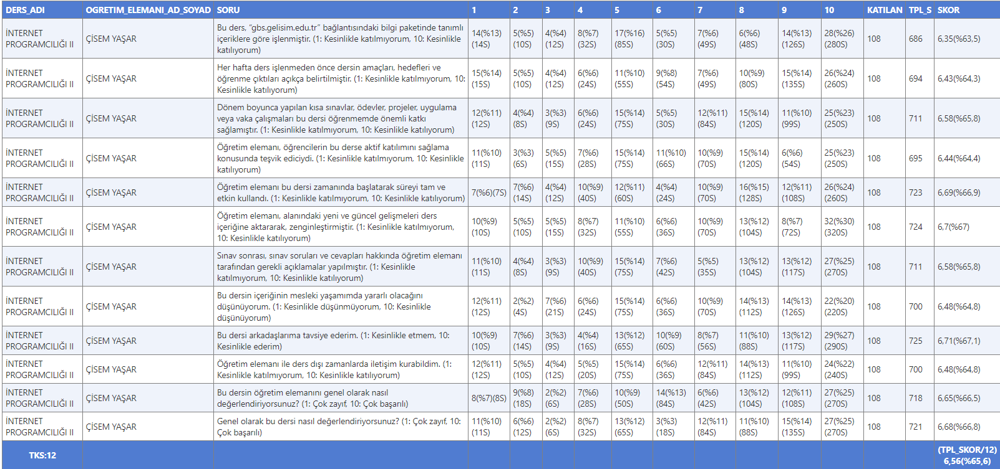 DERS_ADI OGRETIM_ELEMANI_AD_SOYAD SORU 1 2 3 4 5 6 7 8 9 10 KATILAN TPL_S SKOR
İNTERNET PROGRAMCILIĞI II ÇİSEM YAŞAR Bu ders, “gbs.gelisim.edu.tr” bağlantısındaki bilgi paketinde tanımlı içeriklere göre işlenmiştir. (1: Kesinlikle katılmıyorum, 10: Kesinlikle katılıyorum) 14(%13)(14S) 5(%5)(10S) 4(%4)(12S) 8(%7)(32S) 17(%16)(85S) 5(%5)(30S) 7(%6)(49S) 6(%6)(48S) 14(%13)(126S) 28(%26)(280S) 108 686 6,35(%63,5)
İNTERNET PROGRAMCILIĞI II ÇİSEM YAŞAR Her hafta ders işlenmeden önce dersin amaçları, hedefleri ve öğrenme çıktıları açıkça belirtilmiştir. (1: Kesinlikle katılmıyorum, 10: Kesinlikle katılıyorum) 15(%14)(15S) 5(%5)(10S) 4(%4)(12S) 6(%6)(24S) 11(%10)(55S) 9(%8)(54S) 7(%6)(49S) 10(%9)(80S) 15(%14)(135S) 26(%24)(260S) 108 694 6,43(%64,3)
İNTERNET PROGRAMCILIĞI II ÇİSEM YAŞAR Dönem boyunca yapılan kısa sınavlar, ödevler, projeler, uygulama veya vaka çalışmaları bu dersi öğrenmemde önemli katkı sağlamıştır. (1: Kesinlikle katılmıyorum, 10: Kesinlikle katılıyorum) 12(%11)(12S) 4(%4)(8S) 3(%3)(9S) 6(%6)(24S) 15(%14)(75S) 5(%5)(30S) 12(%11)(84S) 15(%14)(120S) 11(%10)(99S) 25(%23)(250S) 108 711 6,58(%65,8)
İNTERNET PROGRAMCILIĞI II ÇİSEM YAŞAR Öğretim elemanı, öğrencilerin bu derse aktif katılımını sağlama konusunda teşvik ediciydi. (1: Kesinlikle katılmıyorum, 10: Kesinlikle katılıyorum) 11(%10)(11S) 3(%3)(6S) 5(%5)(15S) 7(%6)(28S) 15(%14)(75S) 11(%10)(66S) 10(%9)(70S) 15(%14)(120S) 6(%6)(54S) 25(%23)(250S) 108 695 6,44(%64,4)
İNTERNET PROGRAMCILIĞI II ÇİSEM YAŞAR Öğretim elemanı bu dersi zamanında başlatarak süreyi tam ve etkin kullandı. (1: Kesinlikle katılmıyorum, 10: Kesinlikle katılıyorum) 7(%6)(7S) 7(%6)(14S) 4(%4)(12S) 10(%9)(40S) 12(%11)(60S) 4(%4)(24S) 10(%9)(70S) 16(%15)(128S) 12(%11)(108S) 26(%24)(260S) 108 723 6,69(%66,9)
İNTERNET PROGRAMCILIĞI II ÇİSEM YAŞAR Öğretim elemanı, alanındaki yeni ve güncel gelişmeleri ders içeriğine aktararak, zenginleştirmiştir. (1: Kesinlikle katılmıyorum, 10: Kesinlikle katılıyorum) 10(%9)(10S) 5(%5)(10S) 5(%5)(15S) 8(%7)(32S) 11(%10)(55S) 6(%6)(36S) 10(%9)(70S) 13(%12)(104S) 8(%7)(72S) 32(%30)(320S) 108 724 6,7(%67)
İNTERNET PROGRAMCILIĞI II ÇİSEM YAŞAR Sınav sonrası, sınav soruları ve cevapları hakkında öğretim elemanı tarafından gerekli açıklamalar yapılmıştır. (1: Kesinlikle katılmıyorum, 10: Kesinlikle katılıyorum) 11(%10)(11S) 4(%4)(8S) 3(%3)(9S) 10(%9)(40S) 15(%14)(75S) 7(%6)(42S) 5(%5)(35S) 13(%12)(104S) 13(%12)(117S) 27(%25)(270S) 108 711 6,58(%65,8)
İNTERNET PROGRAMCILIĞI II ÇİSEM YAŞAR Bu dersin içeriğinin mesleki yaşamımda yararlı olacağını düşünüyorum. (1: Kesinlikle düşünmüyorum, 10: Kesinlikle düşünüyorum) 12(%11)(12S) 2(%2)(4S) 7(%6)(21S) 6(%6)(24S) 15(%14)(75S) 6(%6)(36S) 10(%9)(70S) 14(%13)(112S) 14(%13)(126S) 22(%20)(220S) 108 700 6,48(%64,8)
İNTERNET PROGRAMCILIĞI II ÇİSEM YAŞAR Bu dersi arkadaşlarıma tavsiye ederim. (1: Kesinlikle etmem, 10: Kesinlikle ederim) 10(%9)(10S) 7(%6)(14S) 3(%3)(9S) 4(%4)(16S) 13(%12)(65S) 10(%9)(60S) 8(%7)(56S) 11(%10)(88S) 13(%12)(117S) 29(%27)(290S) 108 725 6,71(%67,1)
İNTERNET PROGRAMCILIĞI II ÇİSEM YAŞAR Öğretim elemanı ile ders dışı zamanlarda iletişim kurabildim. (1: Kesinlikle katılmıyorum, 10: Kesinlikle katılıyorum) 12(%11)(12S) 5(%5)(10S) 4(%4)(12S) 5(%5)(20S) 15(%14)(75S) 6(%6)(36S) 12(%11)(84S) 14(%13)(112S) 11(%10)(99S) 24(%22)(240S) 108 700 6,48(%64,8)
İNTERNET PROGRAMCILIĞI II ÇİSEM YAŞAR Bu dersin öğretim elemanını genel olarak nasıl değerlendiriyorsunuz? (1: Çok zayıf, 10: Çok başarılı) 8(%7)(8S) 9(%8)(18S) 2(%2)(6S) 7(%6)(28S) 10(%9)(50S) 14(%13)(84S) 6(%6)(42S) 13(%12)(104S) 12(%11)(108S) 27(%25)(270S) 108 718 6,65(%66,5)
İNTERNET PROGRAMCILIĞI II ÇİSEM YAŞAR Genel olarak bu dersi nasıl değerlendiriyorsunuz? (1: Çok zayıf, 10: Çok başarılı) 11(%10)(11S) 6(%6)(12S) 2(%2)(6S) 8(%7)(32S) 13(%12)(65S) 3(%3)(18S) 12(%11)(84S) 11(%10)(88S) 15(%14)(135S) 27(%25)(270S) 108 721 6,68(%66,8)
TKS:12 (TPL_SKOR/12) 6,56(%65,6)